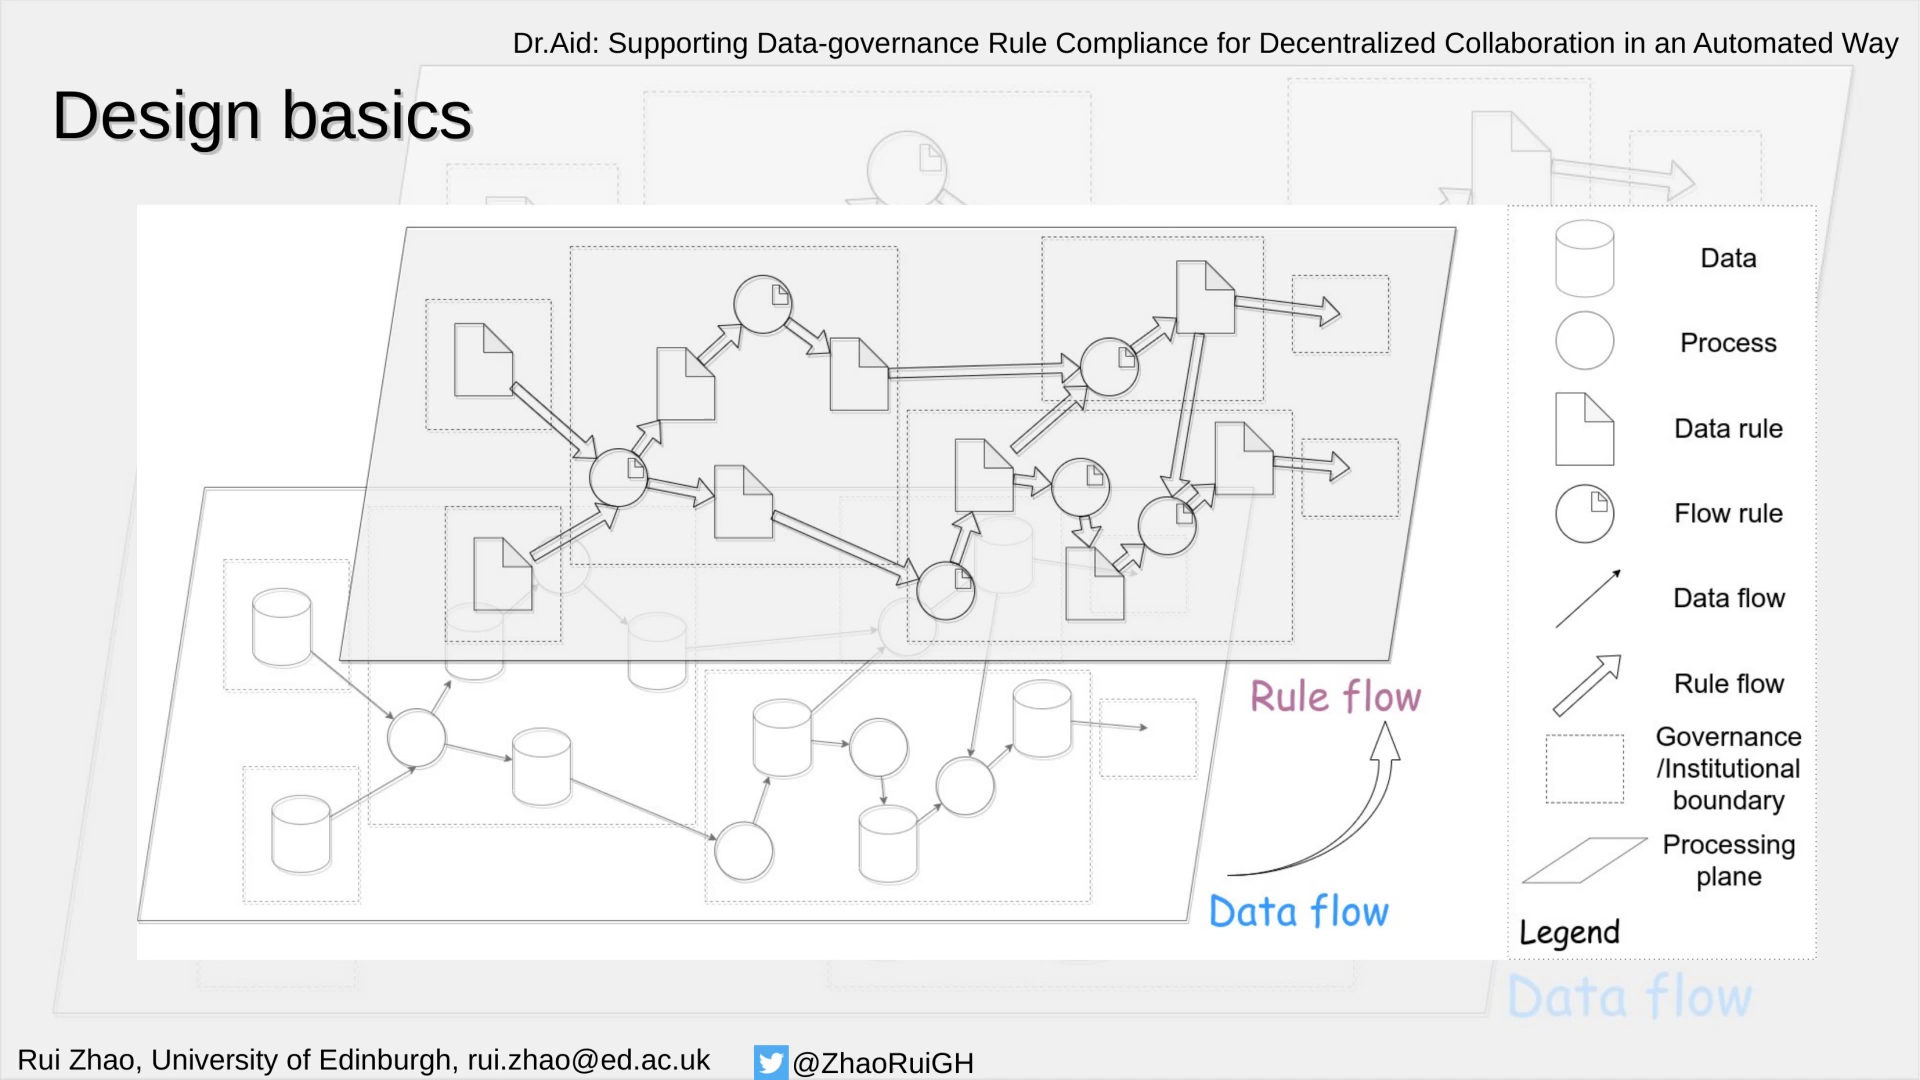 Dr.Aid: Supporting Data-governance Rule Compliance for Decentralized Collaboration in an Automated Way
Design basics
Data
Process
Data rule
Flow rule
Data flow
Rule flow
Governance
/Institutional
boundary
Processing
plane
Legend
Rule flow
Data flow
Data flow
Rui Zhao, University of Edinburgh, rui.zhao@ed.ac.uk
@ZhaoRuiGH